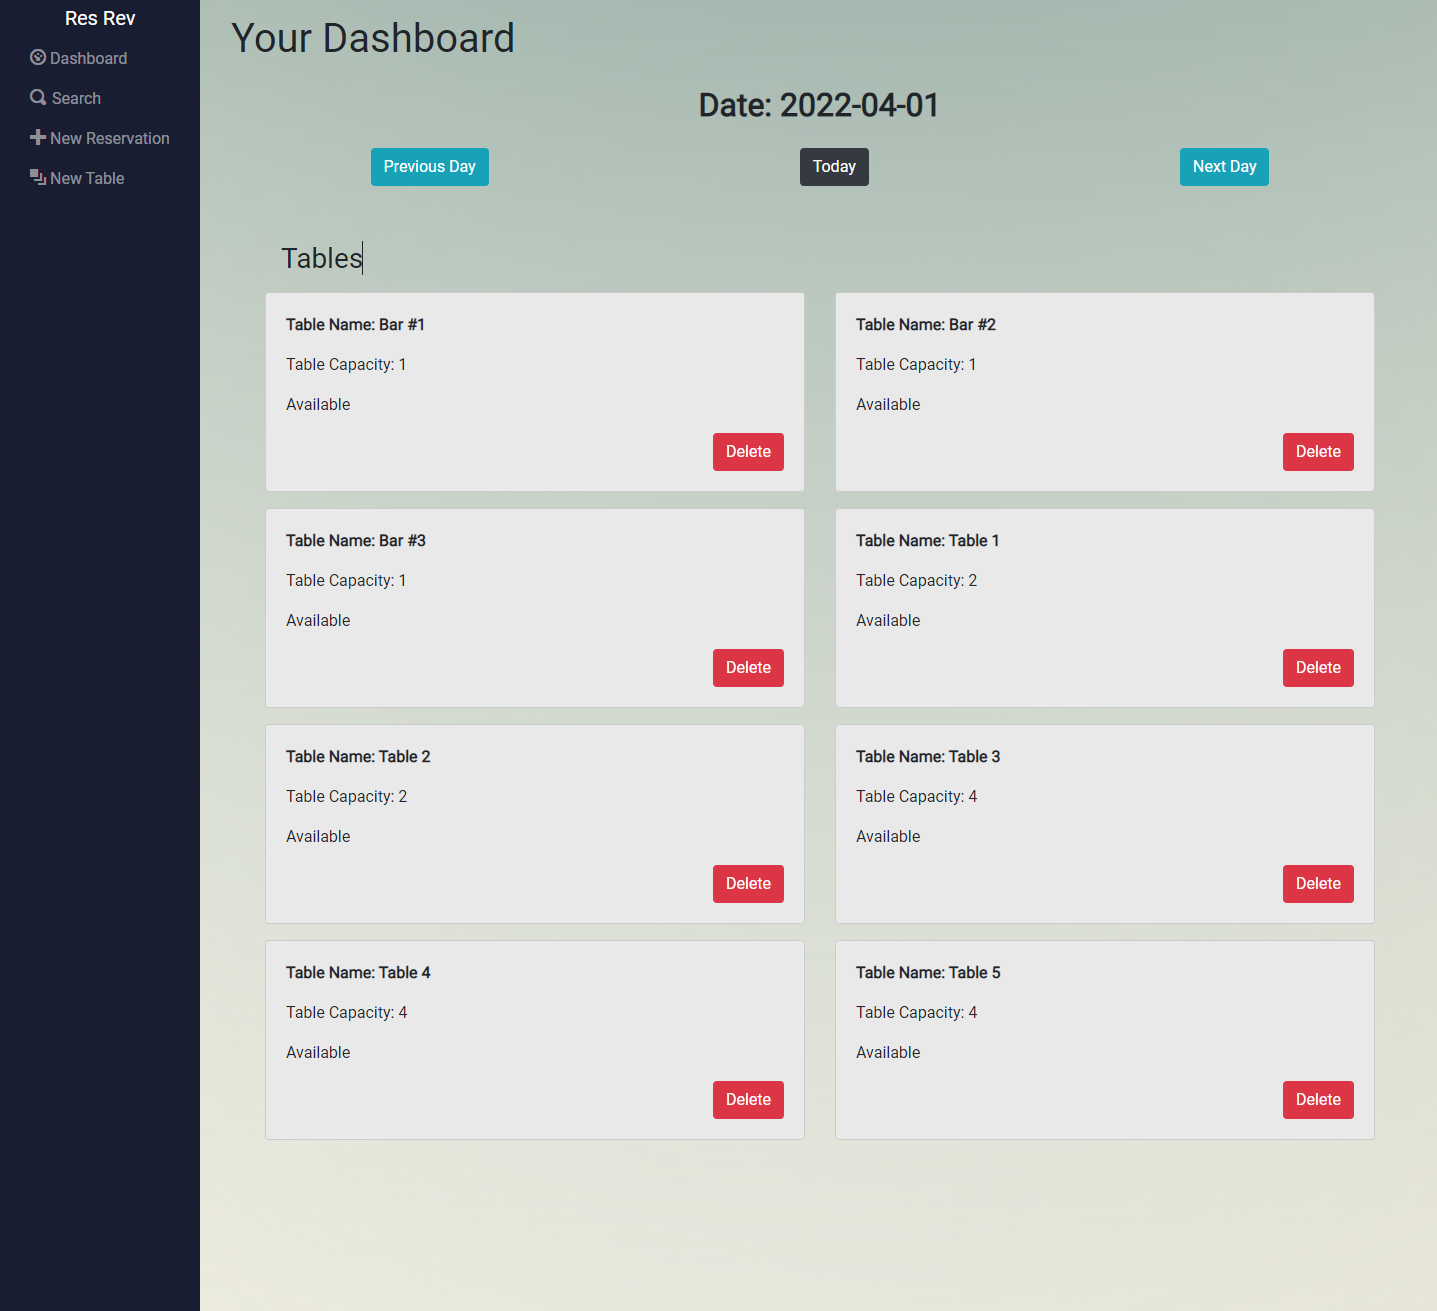 Res Rev
Dashboard
Search
New Reservation
New Table
Your Dashboard
Date: 2022-04-01
Previous Day
Today
Next Day
Tables
Table Name: Bar #1
Table Capacity: 1
Available
Delete
Table Name: Bar #2
Table Capacity: 1
Available
Delete
Table Name: Bar #3
Table Capacity: 1
Available
Delete
Table Name: Table 1
Table Capacity: 2
Available
Delete
Table Name: Table 2
Table Capacity: 2
Available
Delete
Table Name: Table 3
Table Capacity: 4
Available
Delete
Table Name: Table 4
Table Capacity: 4
Available
Delete
Table Name: Table 5
Table Capacity: 4
Available
Delete